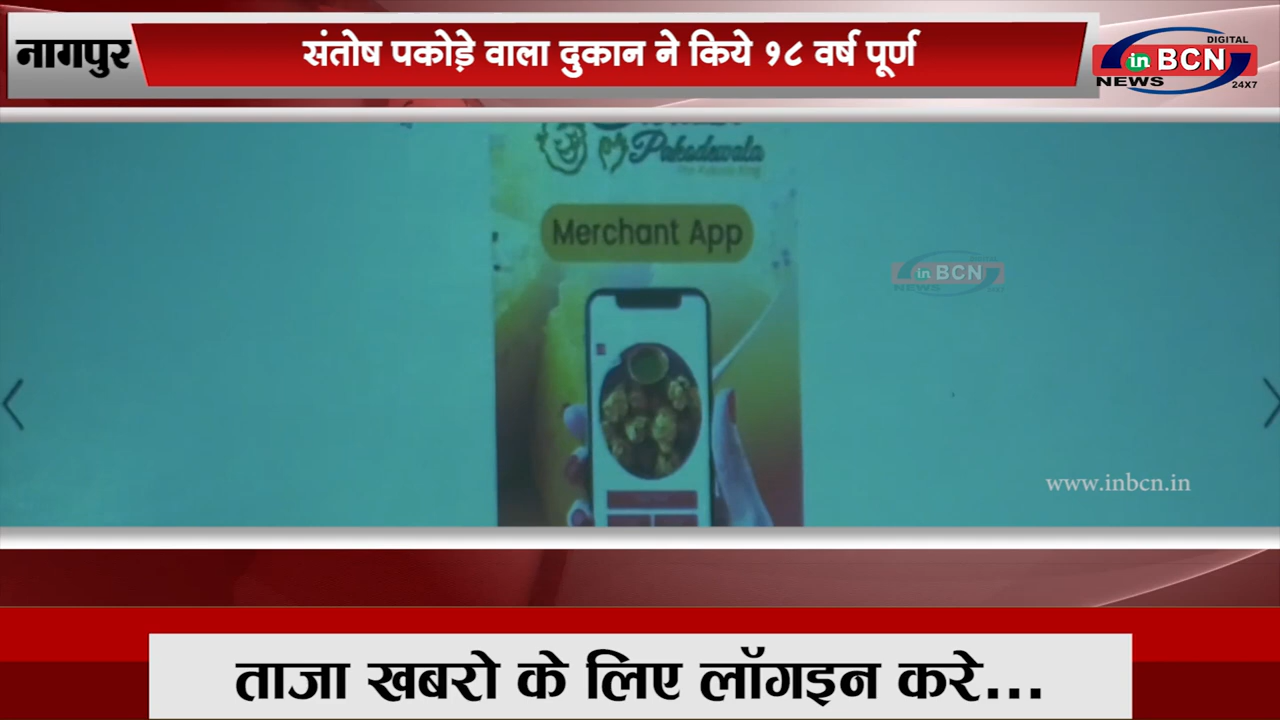 नागपुर
संतोष पकोड़े वाला दुकान ने किये १८ वर्ष पूर्ण
DIGITAL
in BCN
NEWS
24X7
Pakodewala
Merchant App
in BCN
NEWS
www.inbcn.in
ताजा खबरो के लिए लॉगइन करे...